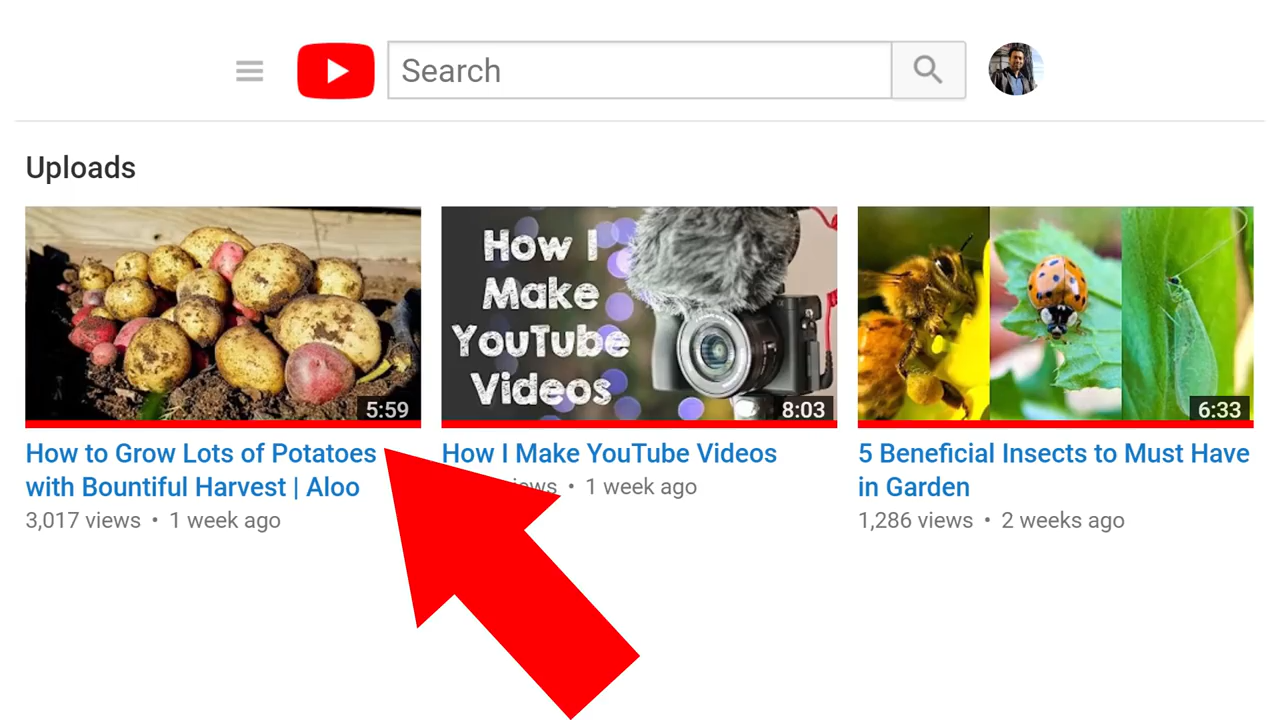 Search
Uploads
How I
Make
YouTube
Videos
5:59
8:03
6:33
How to Grow Lots of Potatoes
with Bountiful Harvest | Aloo
3,017 views • 1 week ago
How I Make YouTube Videos
views • 1 week ago
5 Beneficial Insects to Must Have
in Garden
1,286 views • 2 weeks ago